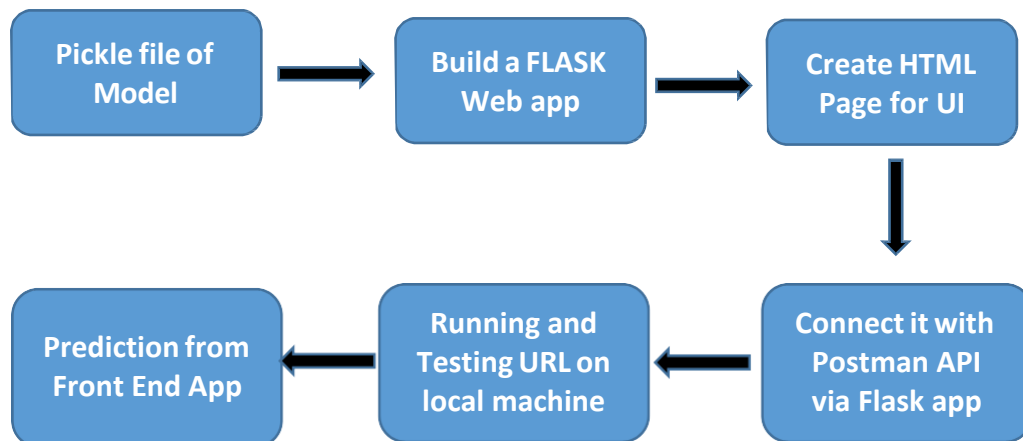 Pickle file of
Model
Build a FLASK
Web app
Create HTML
Page for UI
Connect it with
Postman API
via Flask app
Running and
Testing URL on
local machine
Prediction from
Front End App